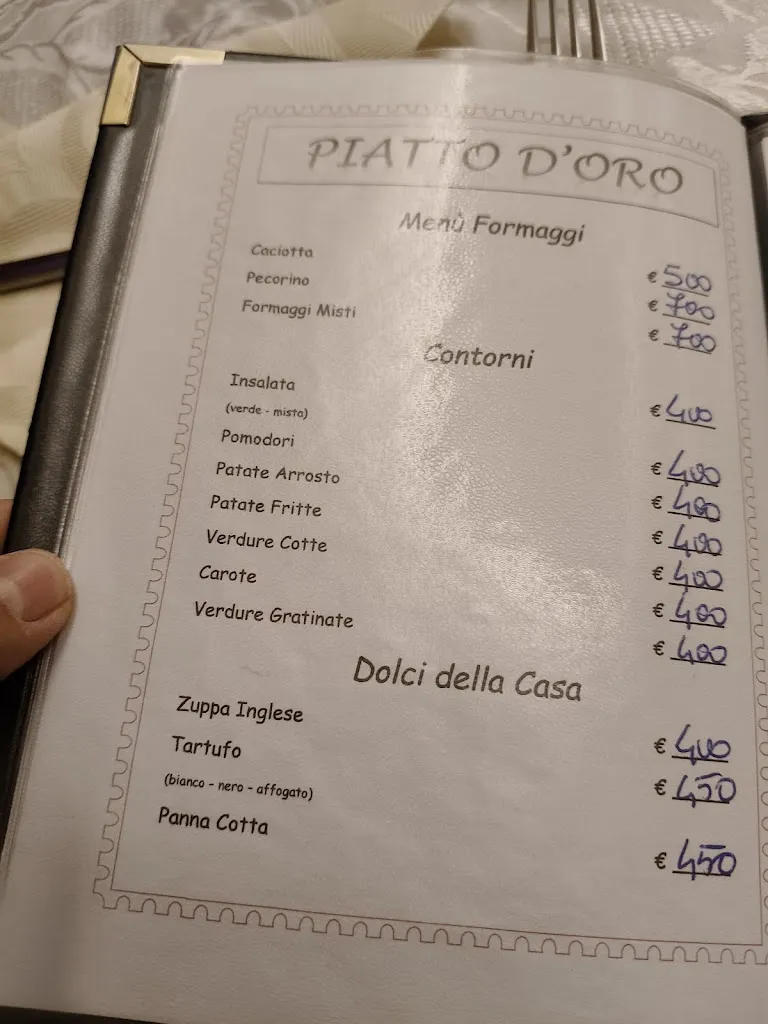 PIATTO D'ORO
Menù Formaggi
Caciotta € 500
Pecorino € 700
Formaggi Misti € 700
Contorni
Insalata € 400
(verde - mista)
Pomodori € 400
Patate Arrosto € 400
Patate Fritte € 400
Verdure Cotte € 400
Carote € 400
Verdure Gratinate € 400
Dolci della Casa
Zuppa Inglese € 400
Tartufo € 450
(bianco - nero - affogato)
Panna Cotta € 450